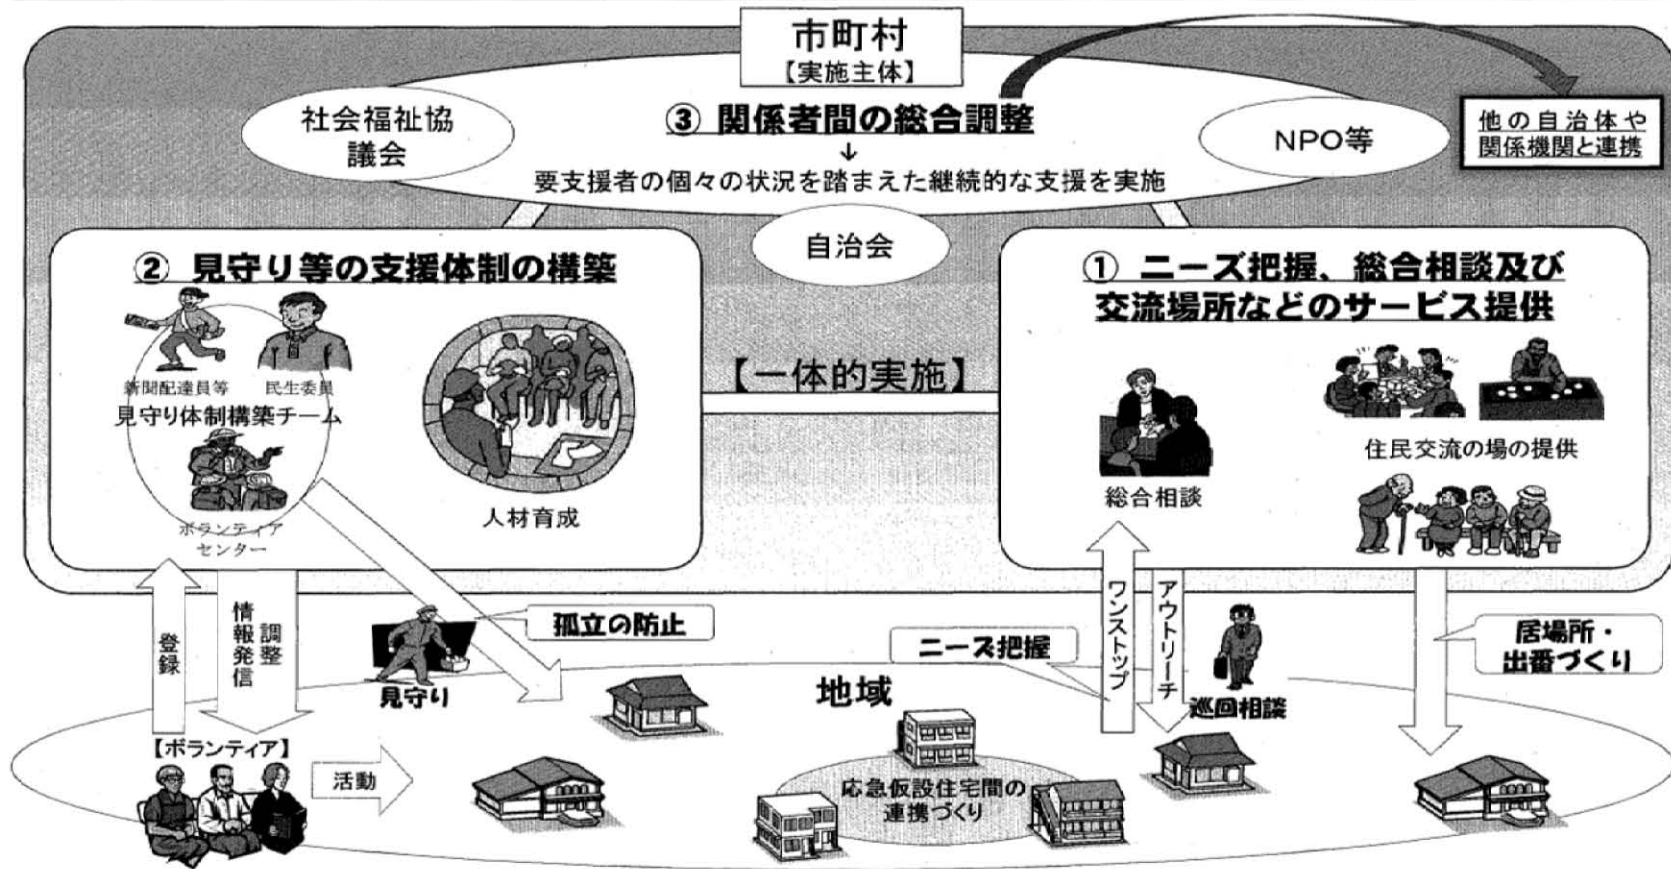 市町村
【実施主体】
社会福祉協
議会
③ 関係者間の総合調整
↓
要支援者の個々の状況を踏まえた継続的な支援を実施
NPO等
他の自治体や
関係機関と連携
自治会
② 見守り等の支援体制の構築
新聞配達員等
民生委員
見守り体制構築チーム
ボランティア
センター
人材育成
【一体的実施】
① ニーズ把握、総合相談及び
交流場所などのサービス提供
総合相談
住民交流の場の提供
登録
調整
情報発信
見守り
孤立の防止
ニーズ把握
ワンストップ
アウトリーチ
巡回相談
居場所・
出番づくり
地域
【ボランティア】
活動
応急仮設住宅間の
連携づくり